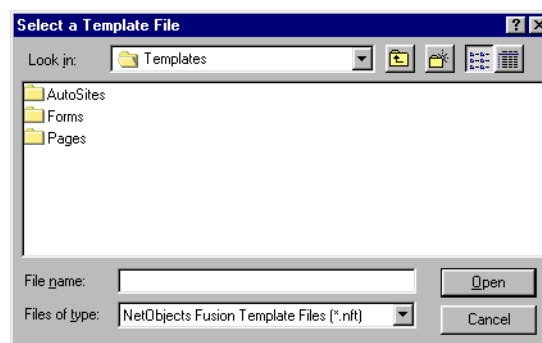 Select a Template File
Look in: Templates
AutoSites
Forms
Pages
File name: Open
Files of type: NetObjects Fusion Template Files (*.nft) Cancel